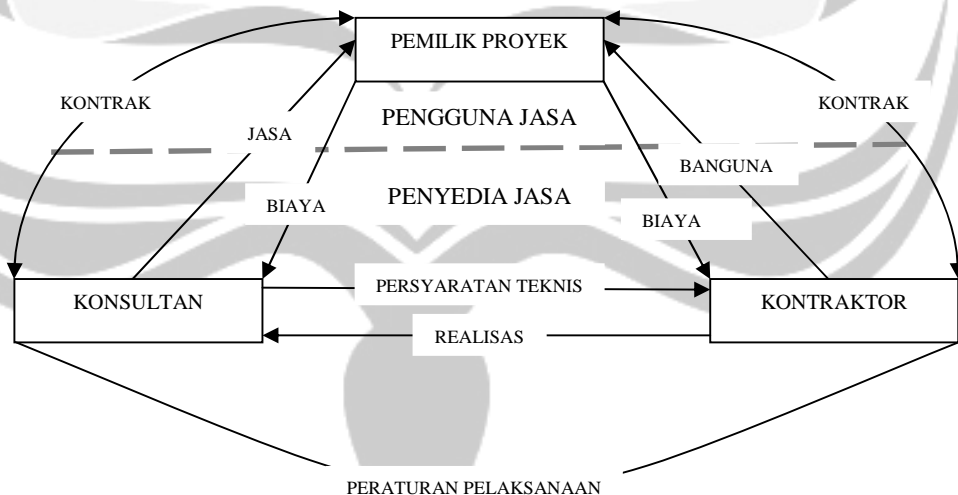 PEMILIK PROYEK
KONTRAK
KONTRAK
PENGGUNA JASA
JASA
BANGUNA
PENYEDIA JASA
BIAYA
BIAYA
PERSYARATAN TEKNIS
KONSULTAN
KONTRAKTOR
REALISAS
PERATURAN PELAKSANAAN